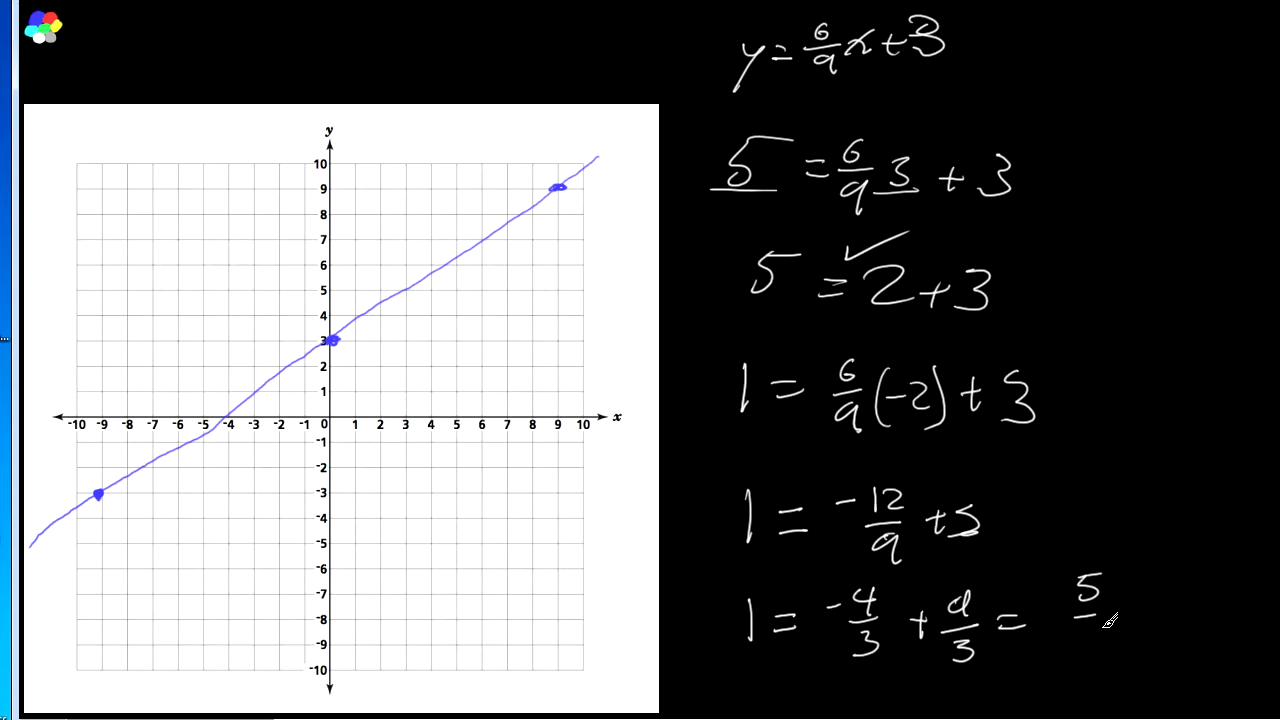 y = 6/9 x + 3
5 = 6/9 3 + 3
5 = 2 + 3
1 = 6/9 (-2) + 3
1 = -12/9 + 3
1 = -4/3 + 9/3 = 5
y
10
9
8
7
6
5
4
3
2
1
-10 -9 -8 -7 -6 -5 -4 -3 -2 -1 0 1 2 3 4 5 6 7 8 9 10 x
-1
-2
-3
-4
-5
-6
-7
-8
-9
-10